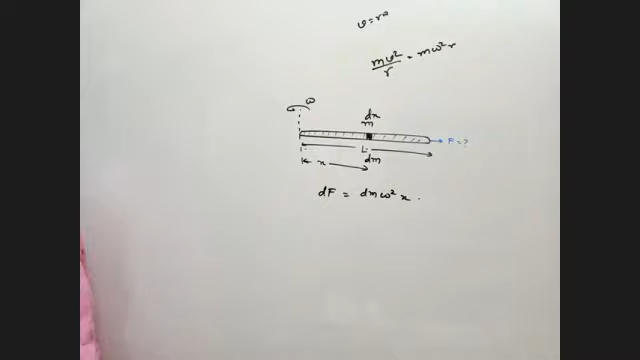 v = rω
mv²/r = mω²r
ω
dx
m
F = ?
L
x
dm
dF = dm ω² x .